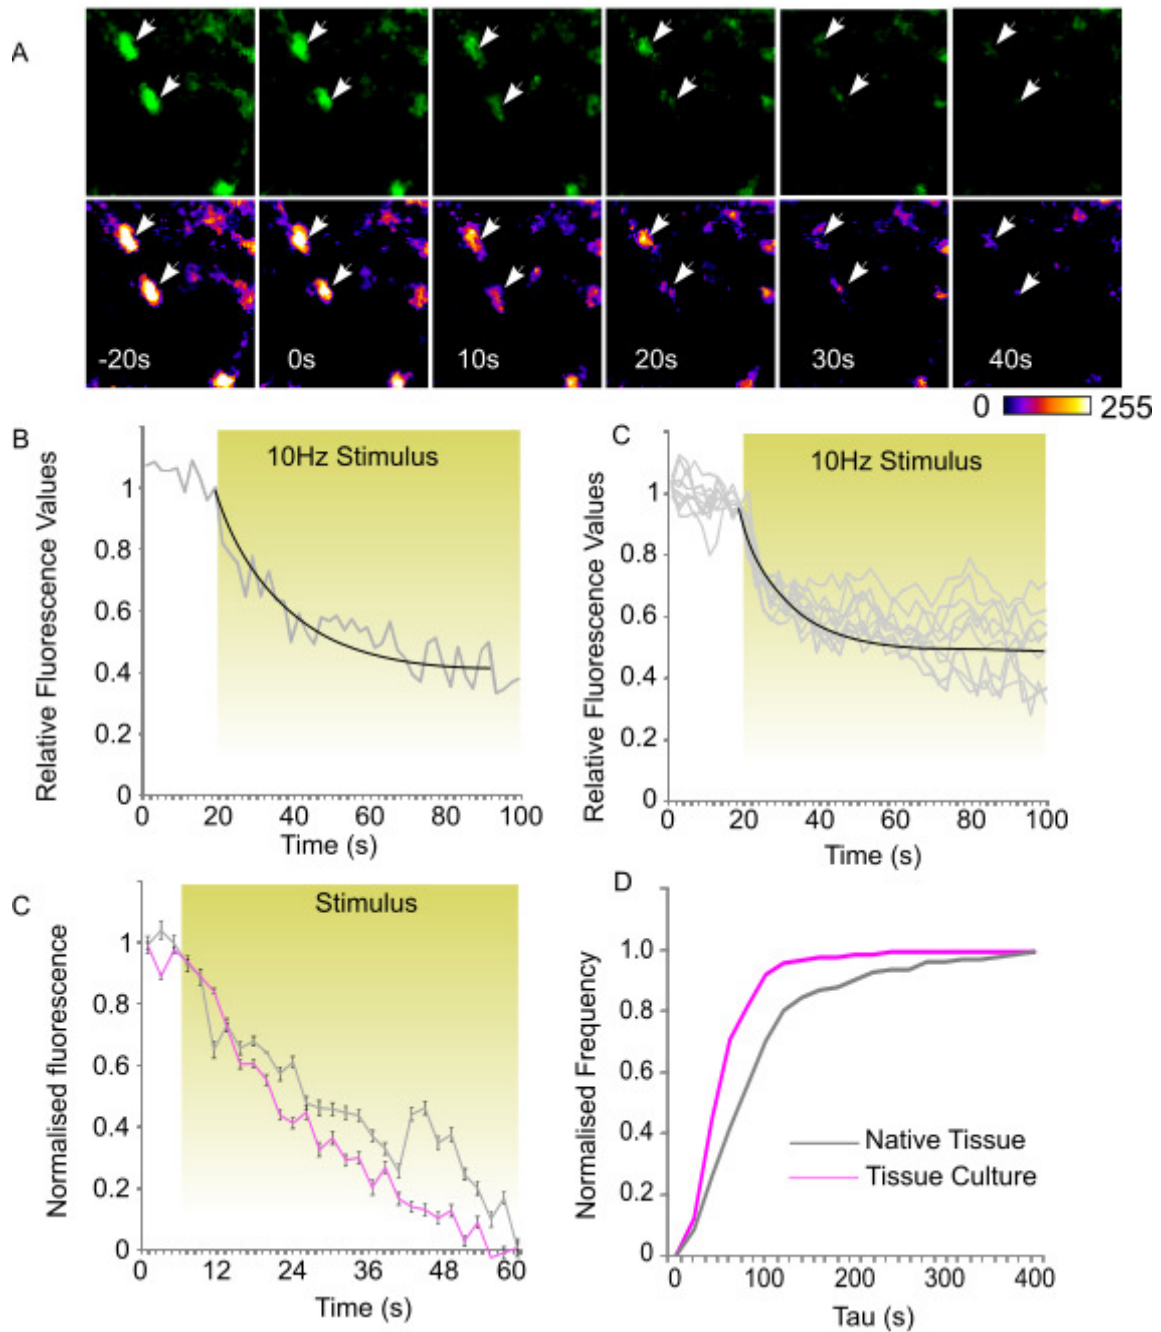 A
-20s 0s 10s 20s 30s 40s
0 255
B
10Hz Stimulus
Relative Fluorescence Values
1
0.8
0.6
0.4
0.2
0
0 20 40 60 80 100
Time (s)
C
10Hz Stimulus
Relative Fluorescence Values
1
0.8
0.6
0.4
0.2
0
0 20 40 60 80 100
Time (s)
C
Stimulus
Normalised fluorescence
1
0.8
0.6
0.4
0.2
0
0 12 24 36 48 60
Time (s)
D
Normalised Frequency
1.0
0.8
0.6
0.4
0.2
0
Native Tissue
Tissue Culture
0 100 200 300 400
Tau (s)